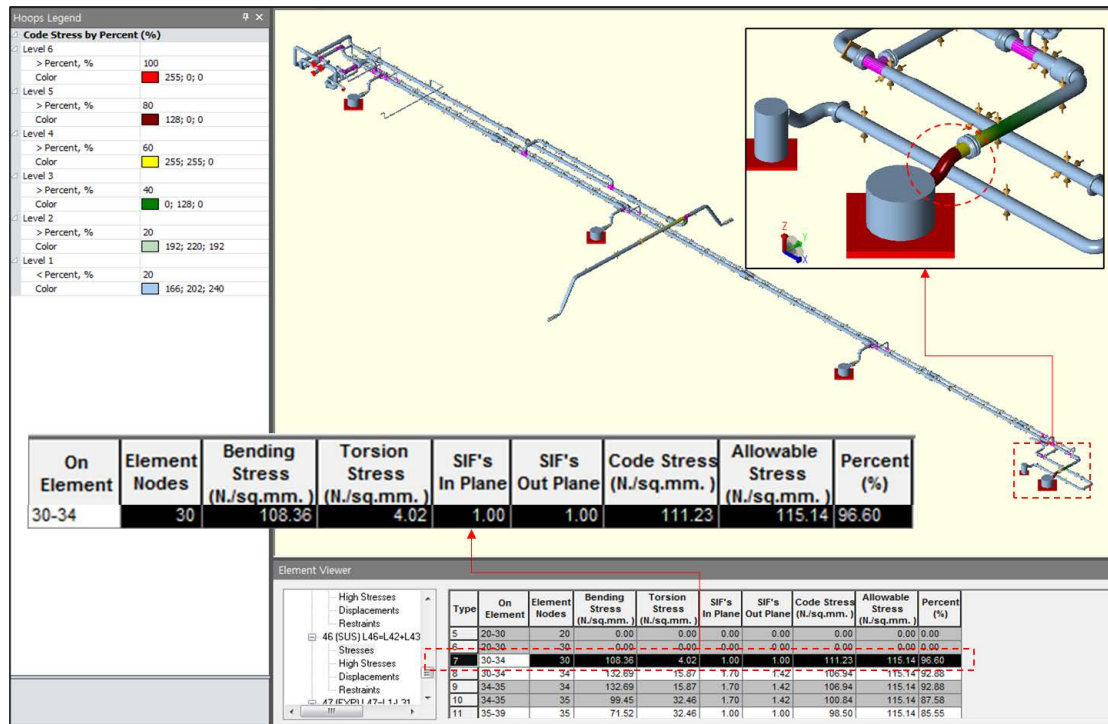 Hoops Legend
Code Stress by Percent (%)
Level 6
> Percent, % 100
Color 255; 0; 0
Level 5
> Percent, % 80
Color 128; 0; 0
Level 4
> Percent, % 60
Color 255; 255; 0
Level 3
> Percent, % 40
Color 0; 128; 0
Level 2
> Percent, % 20
Color 192; 220; 192
Level 1
< Percent, % 20
Color 166; 202; 240
Z
Y
X
On Element Element Nodes Bending Stress (N./sq.mm. ) Torsion Stress (N./sq.mm. ) SIF's In Plane SIF's Out Plane Code Stress (N./sq.mm. ) Allowable Stress (N./sq.mm. ) Percent (%)
30-34 30 108.36 4.02 1.00 1.00 111.23 115.14 96.60
Element Viewer
High Stresses
Displacements
Restraints
46 (SUS) L46=L42+L43
Stresses
High Stresses
Displacements
Restraints
47 (EXP) L47=L1-L31
Type On Element Element Nodes Bending Stress (N./sq.mm. ) Torsion Stress (N./sq.mm. ) SIF's In Plane SIF's Out Plane Code Stress (N./sq.mm. ) Allowable Stress (N./sq.mm. ) Percent (%)
5 20-30 20 0.00 0.00 0.00 0.00 0.00 0.00 0.00
6 20-30 30 0.00 0.00 0.00 0.00 0.00 0.00 0.00
7 30-34 30 108.36 4.02 1.00 1.00 111.23 115.14 96.60
8 30-34 34 132.69 15.87 1.70 1.42 106.94 115.14 92.88
9 34-35 34 132.69 15.87 1.70 1.42 106.94 115.14 92.88
10 34-35 35 99.45 32.46 1.70 1.42 100.84 115.14 87.58
11 35-39 35 71.52 32.46 1.00 1.00 98.50 115.14 85.55